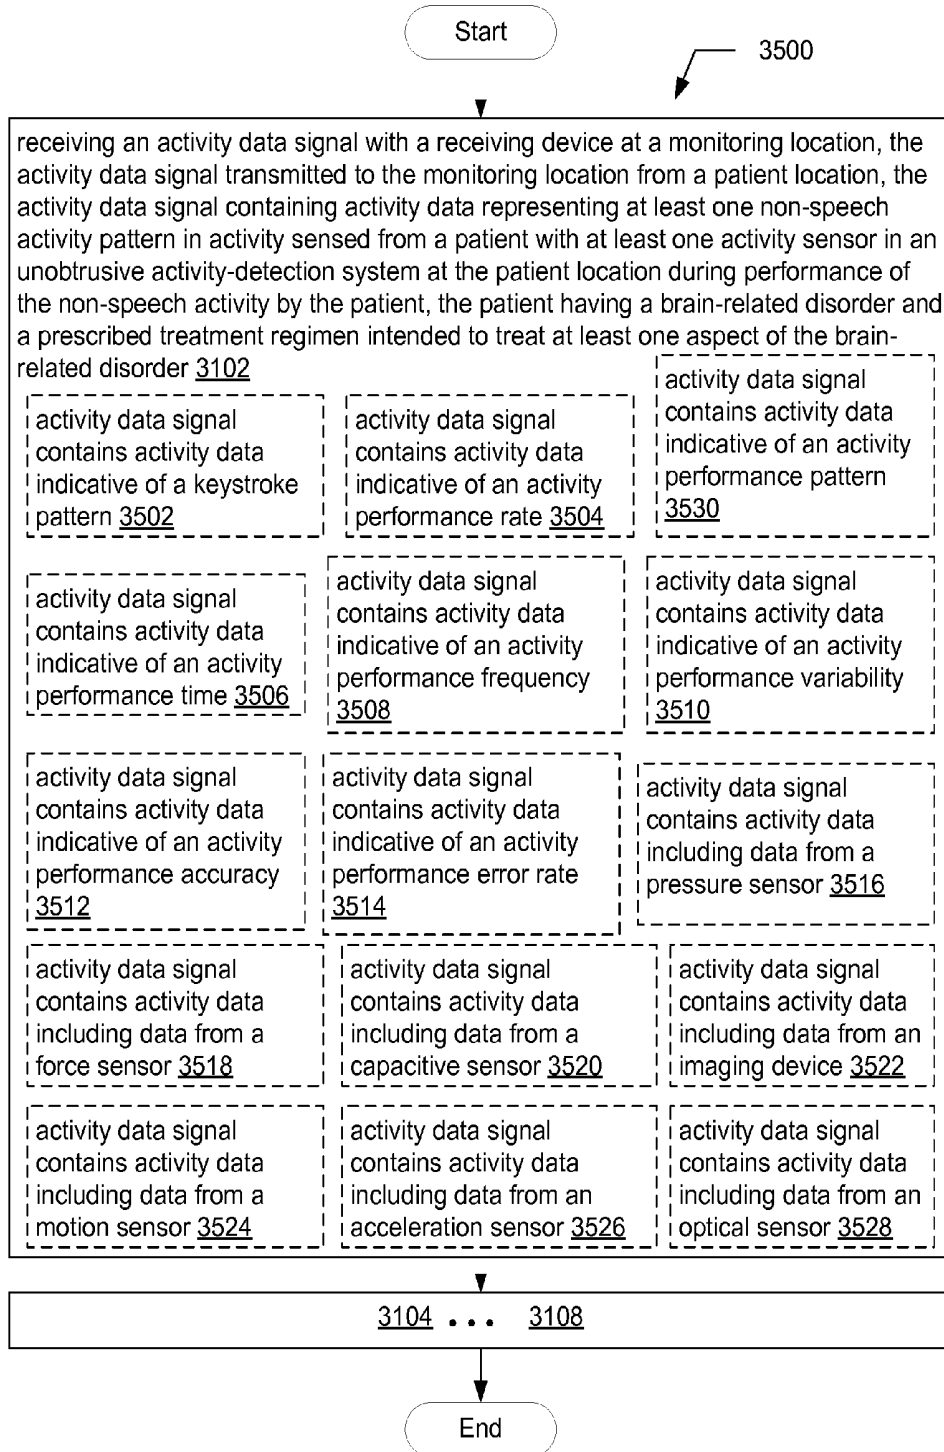 Start
3500
receiving an activity data signal with a receiving device at a monitoring location, the
activity data signal transmitted to the monitoring location from a patient location, the
activity data signal containing activity data representing at least one non-speech
activity pattern in activity sensed from a patient with at least one activity sensor in an
unobtrusive activity-detection system at the patient location during performance of
the non-speech activity by the patient, the patient having a brain-related disorder and
a prescribed treatment regimen intended to treat at least one aspect of the brain-
related disorder 3102
activity data signal
contains activity data
indicative of a keystroke
pattern 3502
activity data signal
contains activity data
indicative of an activity
performance rate 3504
activity data signal
contains activity data
indicative of an activity
performance pattern
3530
activity data signal
contains activity data
indicative of an activity
performance time 3506
activity data signal
contains activity data
indicative of an activity
performance frequency
3508
activity data signal
contains activity data
indicative of an activity
performance variability
3510
activity data signal
contains activity data
indicative of an activity
performance accuracy
3512
activity data signal
contains activity data
indicative of an activity
performance error rate
3514
activity data signal
contains activity data
including data from a
pressure sensor 3516
activity data signal
contains activity data
including data from a
force sensor 3518
activity data signal
contains activity data
including data from a
capacitive sensor 3520
activity data signal
contains activity data
including data from an
imaging device 3522
activity data signal
contains activity data
including data from a
motion sensor 3524
activity data signal
contains activity data
including data from an
acceleration sensor 3526
activity data signal
contains activity data
including data from an
optical sensor 3528
3104 ... 3108
End